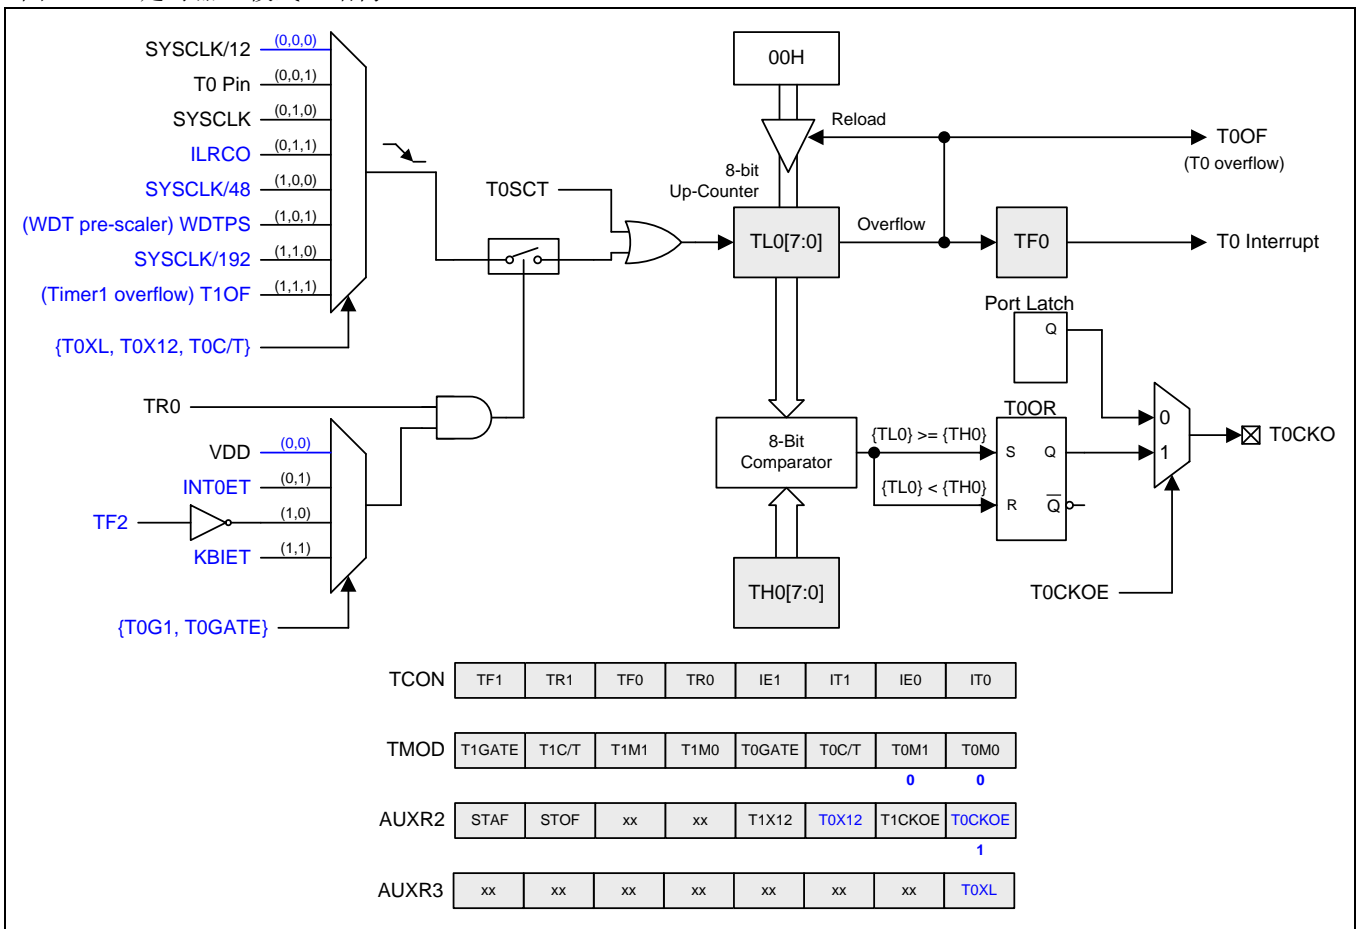 SYSCLK/12 (0,0,0)
T0 Pin (0,0,1)
SYSCLK (0,1,0)
ILRCO (0,1,1)
SYSCLK/48 (1,0,0)
(WDT pre-scaler) WDTPS (1,0,1)
SYSCLK/192 (1,1,0)
(Timer1 overflow) T1OF (1,1,1)
{T0XL, T0X12, T0C/T}
TR0
VDD (0,0)
INT0ET (0,1)
TF2 (1,0)
KBIET (1,1)
{T0G1, T0GATE}
T0SCT
00H
Reload
8-bit
Up-Counter
TL0[7:0]
Overflow
T0OF
(T0 overflow)
TF0
T0 Interrupt
Port Latch
Q
T0OR
8-Bit
Comparator
{TL0} >= {TH0}
{TL0} < {TH0}
S Q
R Q
0
1
T0CKO
TH0[7:0]
T0CKOE
TCON TF1 TR1 TF0 TR0 IE1 IT1 IE0 IT0
TMOD T1GATE T1C/T T1M1 T1M0 T0GATE T0C/T T0M1 T0M0
0 0
AUXR2 STAF STOF xx xx T1X12 T0X12 T1CKOE T0CKOE
1
AUXR3 xx xx xx xx xx xx xx T0XL